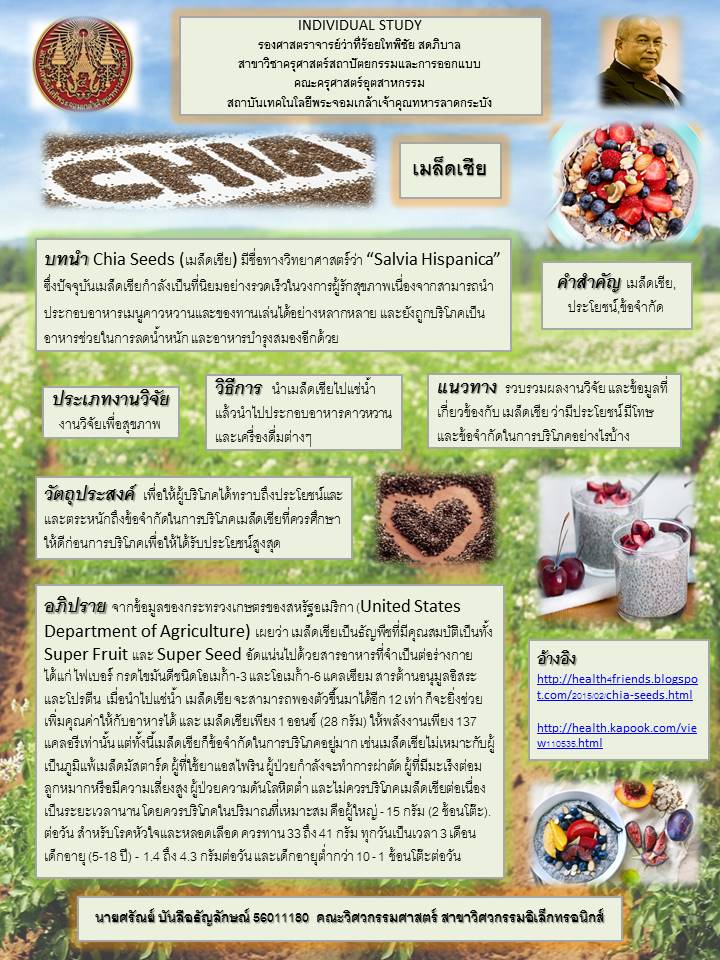 INDIVIDUAL STUDY
รองศาสตราจารย์ว่าที่ร้อยโทพิชัย สดภิบาล
สาขาวิชาครุศาสตร์สถาปัตยกรรมและการออกแบบ
คณะครุศาสตร์อุตสาหกรรม
สถาบันเทคโนโลยีพระจอมเกล้าเจ้าคุณทหารลาดกระบัง
CHIA
เมล็ดเชีย
บทนำ Chia Seeds (เมล็ดเชีย) มีชื่อทางวิทยาศาสตร์ว่า “Salvia Hispanica”
ซึ่งปัจจุบันเมล็ดเชียกำลังเป็นที่นิยมอย่างรวดเร็วในวงการผู้รักสุขภาพเนื่องจากสามารถนำ
ประกอบอาหารเมนูคาวหวานและของทานเล่นได้อย่างหลากหลาย และยังถูกบริโภคเป็น
อาหารช่วยในการลดน้ำหนัก และอาหารบำรุงสมองอีกด้วย
คำสำคัญ เมล็ดเชีย,
ประโยชน์,ข้อจำกัด
ประเภทงานวิจัย
งานวิจัยเพื่อสุขภาพ
วิธีการ นำเมล็ดเชียไปแช่น้ำ
แล้วนำไปประกอบอาหารคาวหวาน
และเครื่องดื่มต่างๆ
แนวทาง รวบรวมผลงานวิจัย และข้อมูลที่
เกี่ยวข้องกับ เมล็ดเชีย ว่ามีประโยชน์ มีโทษ
และข้อจำกัดในการบริโภคอย่างไรบ้าง
วัตถุประสงค์ เพื่อให้ผู้บริโภคได้ทราบถึงประโยชน์และ
และตระหนักถึงข้อจำกัดในการบริโภคเมล็ดเชียที่ควรศึกษา
ให้ดีก่อนการบริโภคเพื่อให้ได้รับประโยชน์สูงสุด
อภิปราย จากข้อมูลของกระทรวงเกษตรของสหรัฐอเมริกา (United States
Department of Agriculture) เผยว่า เมล็ดเชียเป็นธัญพืชที่มีคุณสมบัติเป็นทั้ง
Super Fruit และ Super Seed อัดแน่นไปด้วยสารอาหารที่จำเป็นต่อร่างกาย
ได้แก่ ไฟเบอร์ กรดไขมันดีชนิดโอเมก้า-3 และโอเมก้า-6 แคลเซียม สารต้านอนุมูลอิสระ
และโปรตีน เมื่อนำไปแช่น้ำ เมล็ดเชีย จะสามารถพองตัวขึ้นมาได้อีก 12 เท่า ก็จะยิ่งช่วย
เพิ่มคุณค่าให้กับอาหารได้ และ เมล็ดเชียเพียง 1 ออนซ์ (28 กรัม) ให้พลังงานเพียง 137
แคลอรีเท่านั้น แต่ทั้งนี้เมล็ดเชียก็ข้อจำกัดในการบริโภคอยู่มาก เช่นเมล็ดเชียไม่เหมาะกับผู้
เป็นภูมิแพ้เมล็ดมัสตาร์ด ผู้ที่ใช้ยาแอสไพริน ผู้ป่วยกำลังจะทำการผ่าตัด ผู้ที่มีมะเร็งต่อม
ลูกหมากหรือมีความเสี่ยงสูง ผู้ป่วยความดันโลหิตต่ำ และไม่ควรบริโภคเมล็ดเชียต่อเนื่อง
เป็นระยะเวลานาน โดยควรบริโภคในปริมาณที่เหมาะสม คือผู้ใหญ่ - 15 กรัม (2 ช้อนโต๊ะ).
ต่อวัน สำหรับโรคหัวใจและหลอดเลือด ควรทาน 33 ถึง 41 กรัม ทุกวันเป็นเวลา 3 เดือน
เด็กอายุ (5-18 ปี) - 1.4 ถึง 4.3 กรัมต่อวัน และเด็กอายุต่ำกว่า 10 - 1 ช้อนโต๊ะต่อวัน
อ้างอิง
http://health4friends.blogspo
t.com/2015/02/chia-seeds.html
http://health.kapook.com/vie
w110535.html
นายศรัณย์ บันลือธัญลักษณ์ 56011180 คณะวิศวกรรมศาสตร์ สาขาวิศวกรรมอิเล็กทรอนิกส์